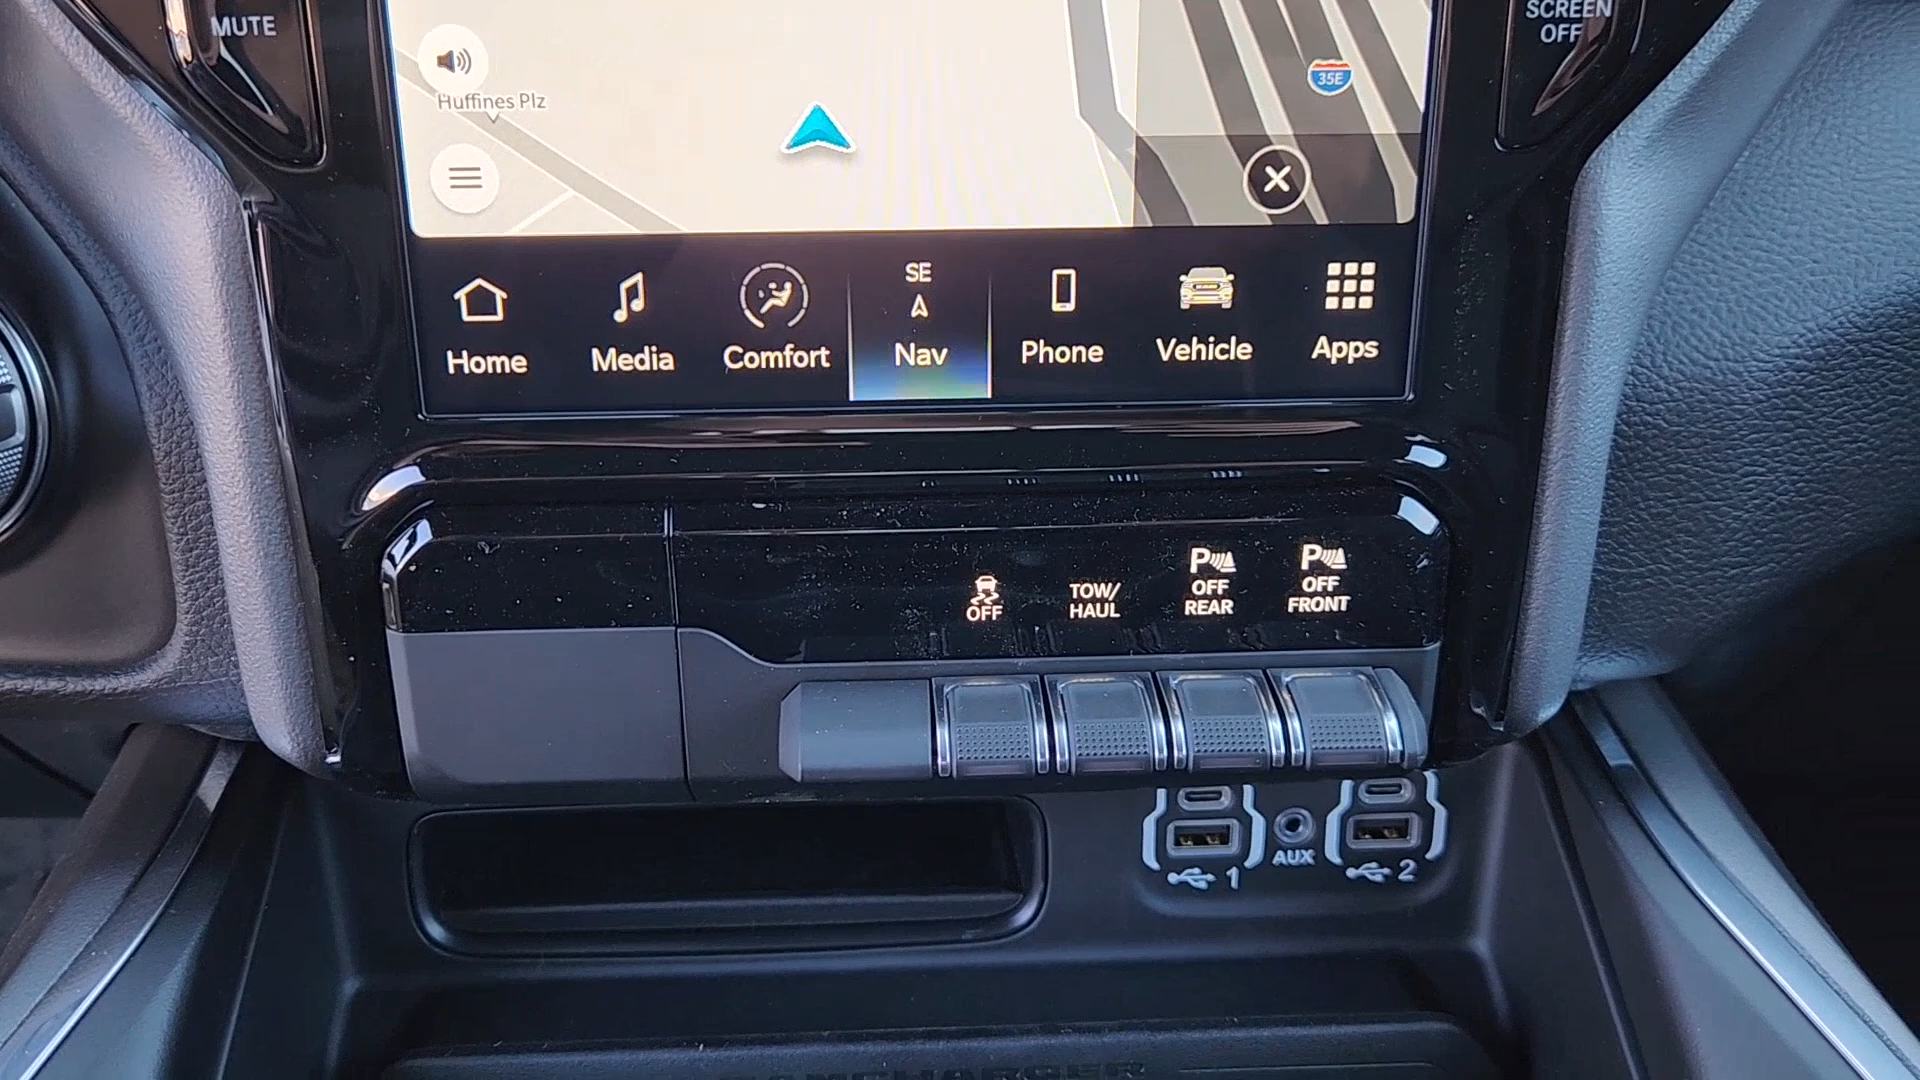 MUTE
SCREEN
OFF
Huffines Plz
35E
SE
Home
Media
Comfort
Nav
Phone
Vehicle
Apps
OFF
TOW/
HAUL
P
OFF
REAR
P
OFF
FRONT
1
AUX
2